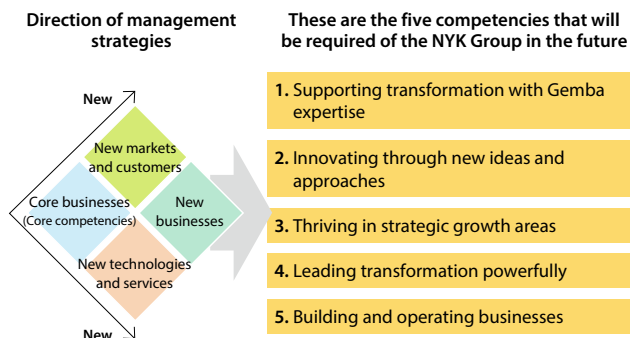 Direction of management
strategies
New
New markets
and customers
Core businesses
(Core competencies)
New
businesses
New technologies
and services
New
These are the five competencies that will
be required of the NYK Group in the future
1. Supporting transformation with Gemba
expertise
2. Innovating through new ideas and
approaches
3. Thriving in strategic growth areas
4. Leading transformation powerfully
5. Building and operating businesses